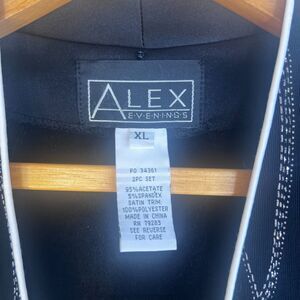 ALEX
EVENINGS
XL
PO 34361
2PC SET
95%ACETATE
5%SPANDEX
SATIN TRIM,
100%POLYESTER
MADE IN CHINA
RN 79283
SEE REVERSE
FOR CARE